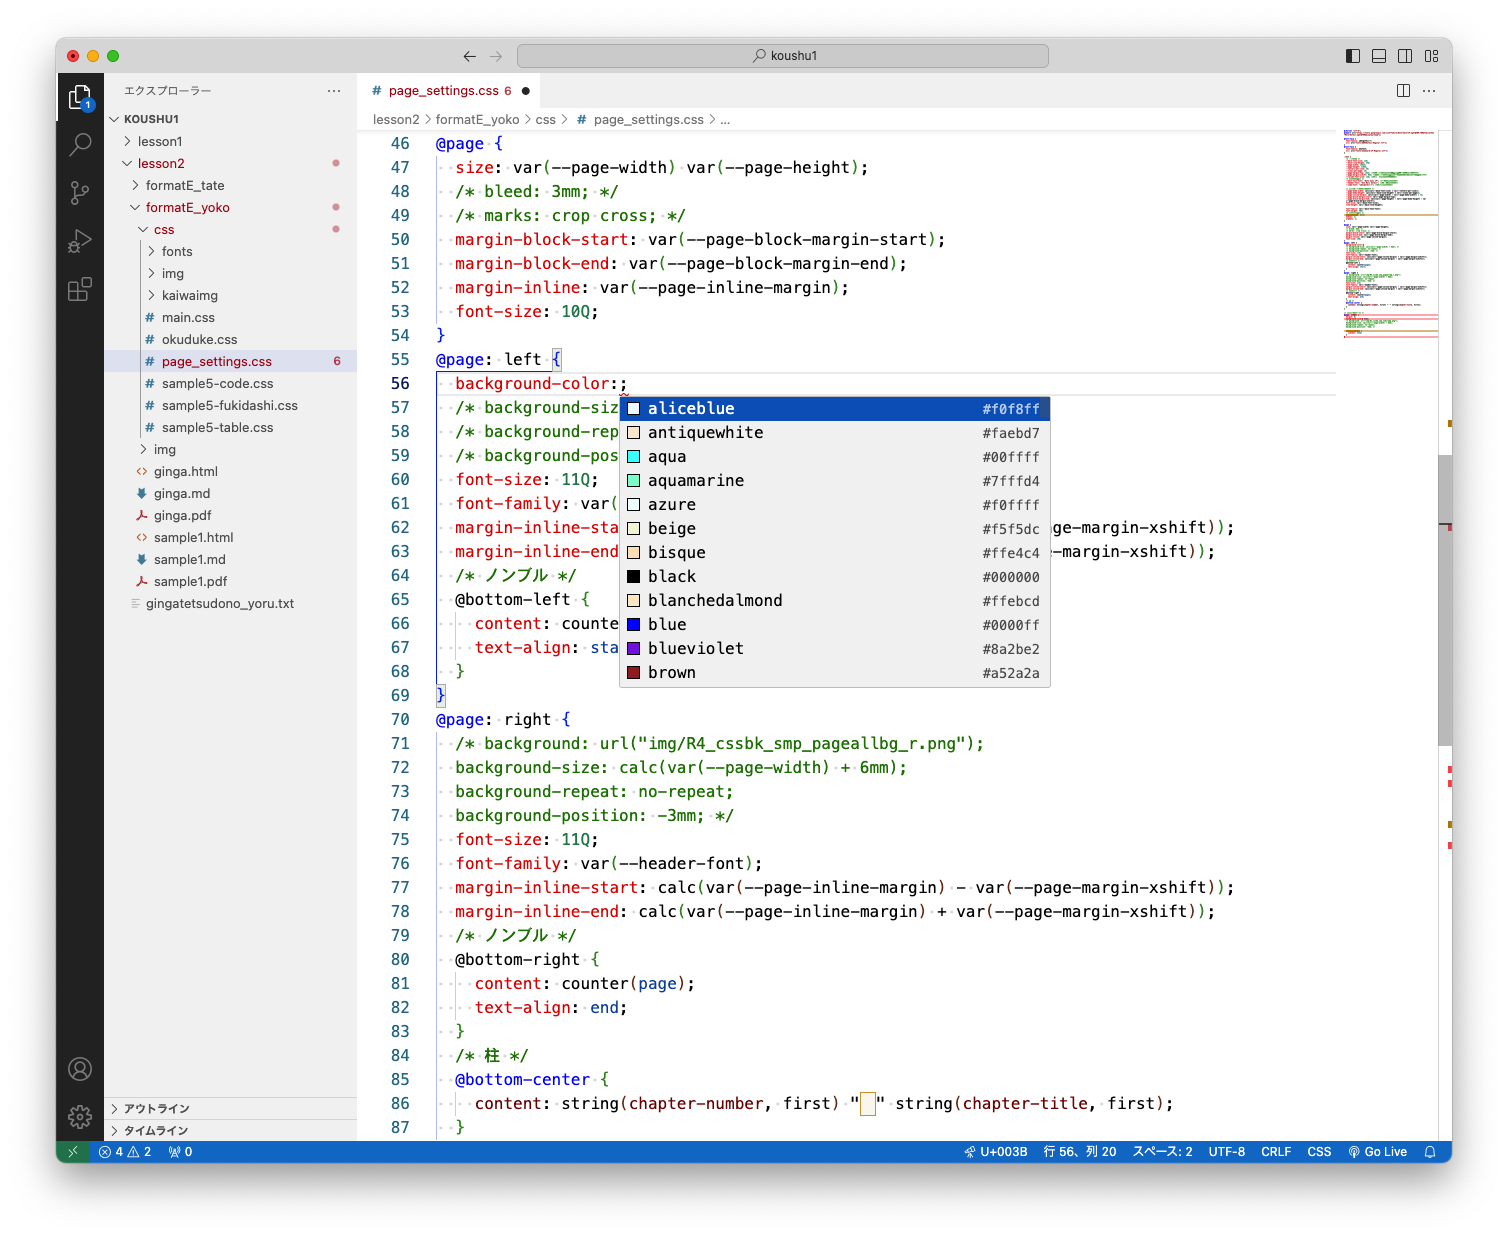 koushu1
1
エクスプローラー
KOUSHU1
lesson1
lesson2
formatE_tate
formatE_yoko
css
fonts
img
kaiwaimg
# main.css
# okuduke.css
# page_settings.css 6
# sample5-code.css
# sample5-fukidashi.css
# sample5-table.css
img
ginga.html
ginga.md
ginga.pdf
sample1.html
sample1.md
sample1.pdf
gingatetsudono_yoru.txt
アウトライン
タイムライン
# page_settings.css 6
lesson2 > formatE_yoko > css > # page_settings.css > ...
46 @page {
47 size: var(--page-width) var(--page-height);
48 /* bleed: 3mm; */
49 /* marks: crop cross; */
50 margin-block-start: var(--page-block-margin-start);
51 margin-block-end: var(--page-block-margin-end);
52 margin-inline: var(--page-inline-margin);
53 font-size: 10Q;
54 }
55 @page: left {
56 background-color:;
57 /* background-siz
58 /* background-rep
59 /* background-pos
60 font-size: 11Q;
61 font-family: var(
62 margin-inline-sta age-margin-xshift));
63 margin-inline-end e-margin-xshift));
64 /* ノンブル */
65 @bottom-left {
66 content: counte
67 text-align: sta
68 }
69 }
aliceblue #f0f8ff
antiquewhite #faebd7
aqua #00ffff
aquamarine #7fffd4
azure #f0ffff
beige #f5f5dc
bisque #ffe4c4
black #000000
blanchedalmond #ffebcd
blue #0000ff
blueviolet #8a2be2
brown #a52a2a
70 @page: right {
71 /* background: url("img/R4_cssbk_smp_pageallbg_r.png");
72 background-size: calc(var(--page-width) + 6mm);
73 background-repeat: no-repeat;
74 background-position: -3mm; */
75 font-size: 11Q;
76 font-family: var(--header-font);
77 margin-inline-start: calc(var(--page-inline-margin) - var(--page-margin-xshift));
78 margin-inline-end: calc(var(--page-inline-margin) + var(--page-margin-xshift));
79 /* ノンブル */
80 @bottom-right {
81 content: counter(page);
82 text-align: end;
83 }
84 /* 柱 */
85 @bottom-center {
86 content: string(chapter-number, first) "　" string(chapter-title, first);
87 }
4 2 0 U+003B 行 56、列 20 スペース: 2 UTF-8 CRLF CSS Go Live